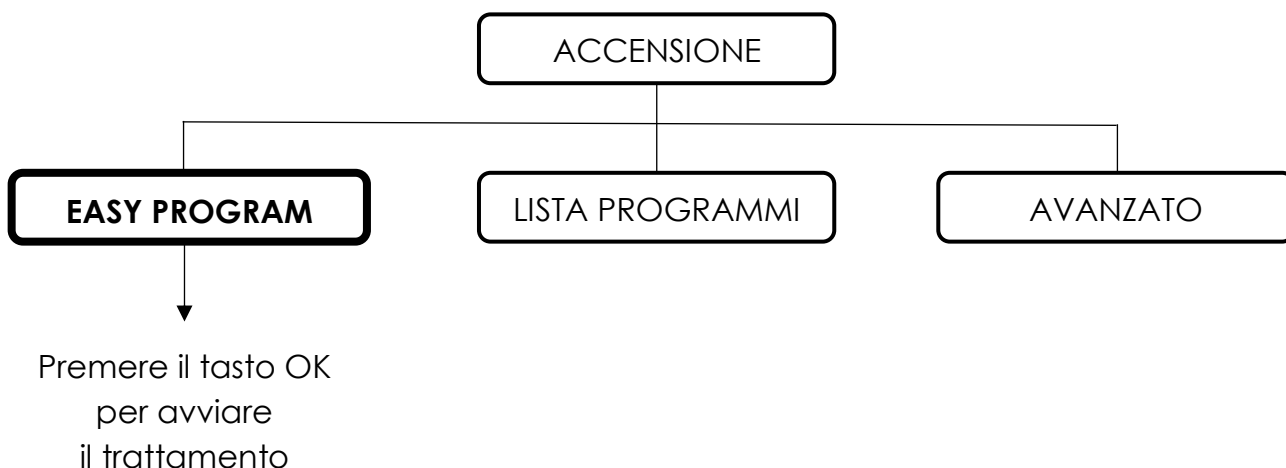 ACCENSIONE
EASY PROGRAM
LISTA PROGRAMMI
AVANZATO
Premere il tasto OK
per avviare
il trattamento